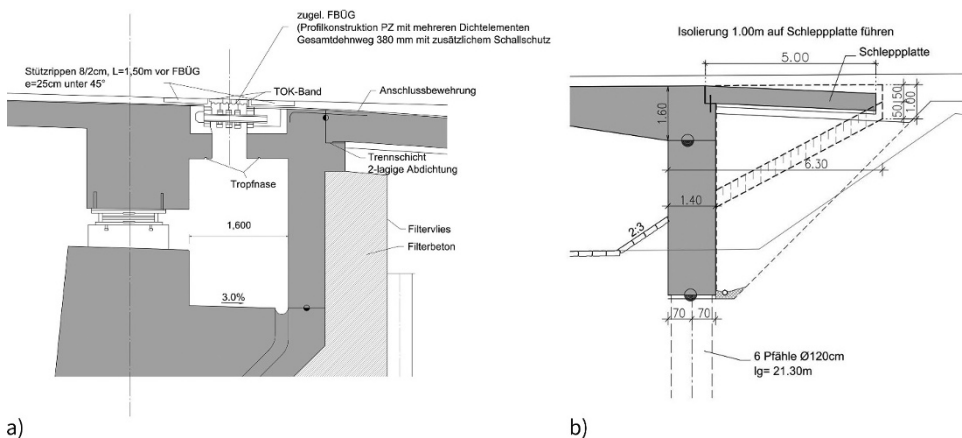 zugel. FBÜG
(Profilkonstruktion PZ mit mehreren Dichtelementen
Gesamtdehnweg 380 mm mit zusätzlichem Schallschutz
Stützrippen 8/2cm, L=1,50m vor FBÜG
e=25cm unter 45°
TOK-Band
Anschlussbewehrung
Trennschicht
2-lagige Abdichtung
Tropfnase
1,600
Filtervlies
Filterbeton
3.0%
a)
Isolierung 1.00m auf Schleppplatte führen
Schleppplatte
5.00
1.60
50
50
1.00
6.30
1.40
2:3
70
70
6 Pfähle Ø120cm
lg= 21.30m
b)